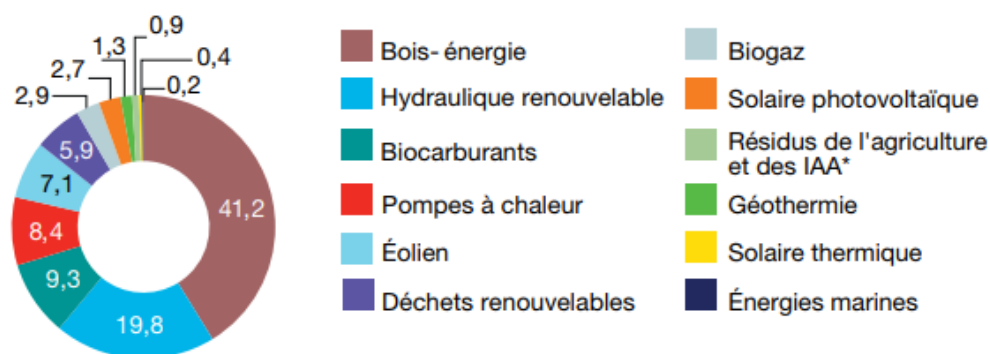 0,9
1,3
0,4
2,7
0,2
2,9
5,9
7,1
41,2
8,4
9,3
19,8
Bois- énergie
Hydraulique renouvelable
Biocarburants
Pompes à chaleur
Éolien
Déchets renouvelables
Biogaz
Solaire photovoltaïque
Résidus de l'agriculture
et des IAA*
Géothermie
Solaire thermique
Énergies marines